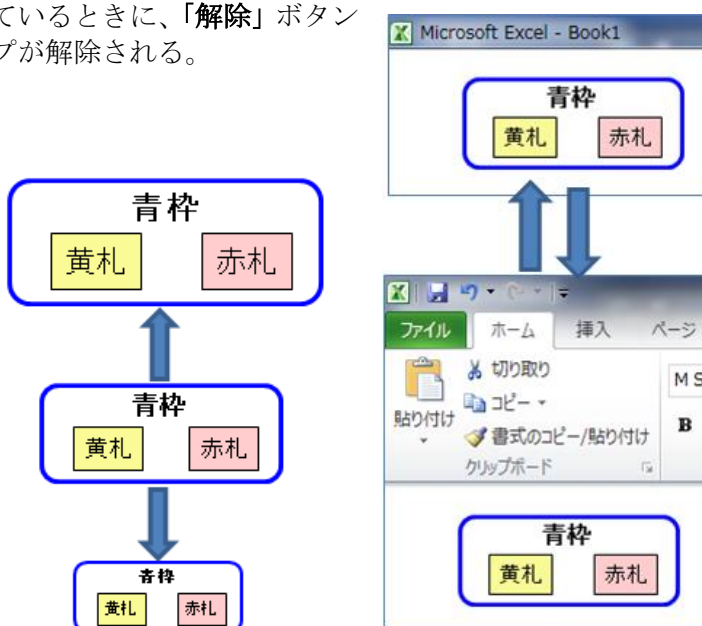 ているときに、「解除」ボタン
プが解除される。
青枠
黄札 赤札
青枠
黄札 赤札
青枠
黄札 赤札
Microsoft Excel - Book1
青枠
黄札 赤札
ファイル ホーム 挿入 ページ
切り取り
コピー
貼り付け
書式のコピー/貼り付け
クリップボード
M S
B
青枠
黄札 赤札